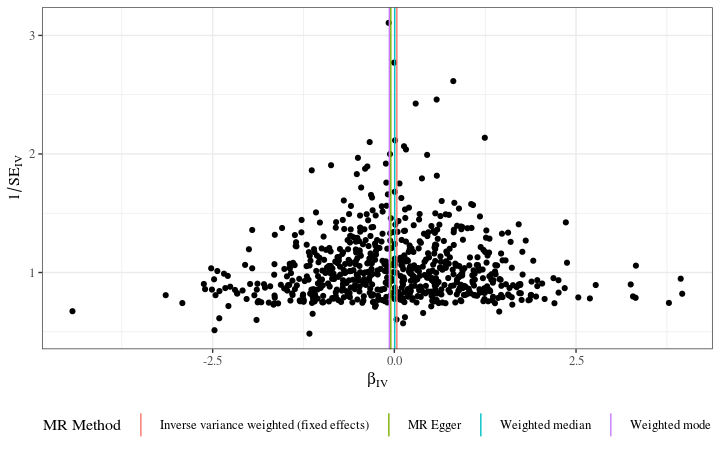 3
2
1
1/SE_IV
-2.5
0.0
2.5
β_IV
MR Method
Inverse variance weighted (fixed effects)
MR Egger
Weighted median
Weighted mode